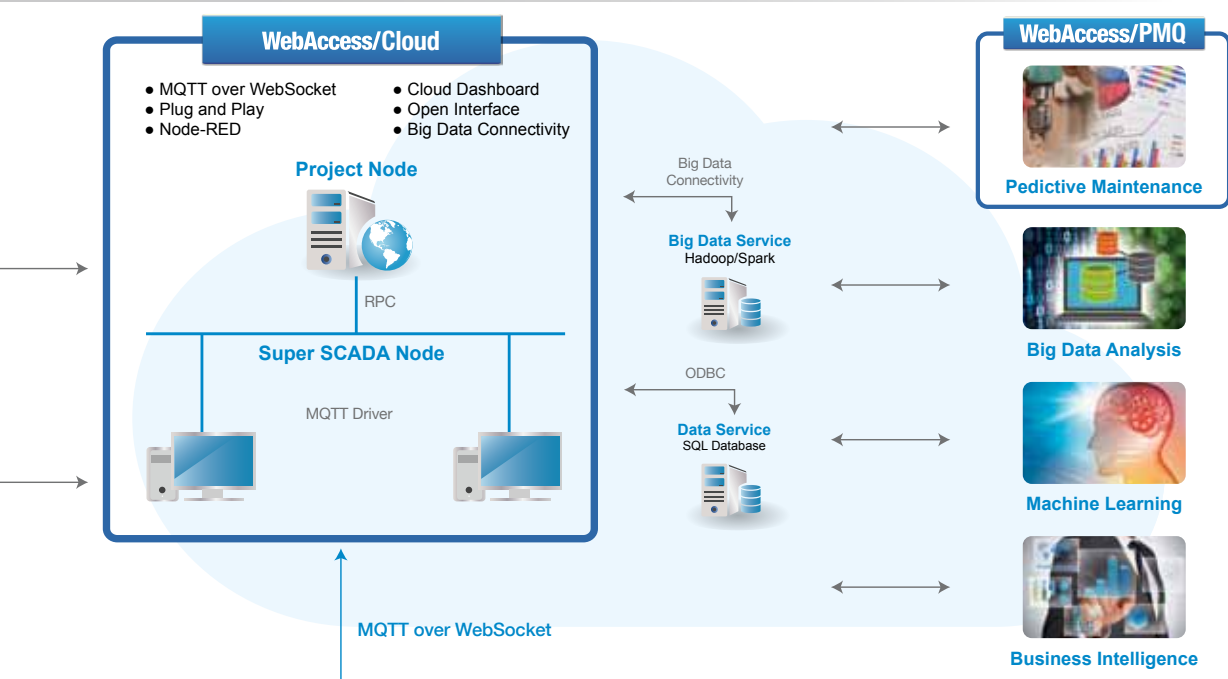 WebAccess/Cloud
● MQTT over WebSocket
● Plug and Play
● Node-RED
● Cloud Dashboard
● Open Interface
● Big Data Connectivity
Project Node
RPC
Super SCADA Node
MQTT Driver
MQTT over WebSocket
Big Data
Connectivity
Big Data Service
Hadoop/Spark
ODBC
Data Service
SQL Database
WebAccess/PMQ
Pedictive Maintenance
Big Data Analysis
Machine Learning
Business Intelligence